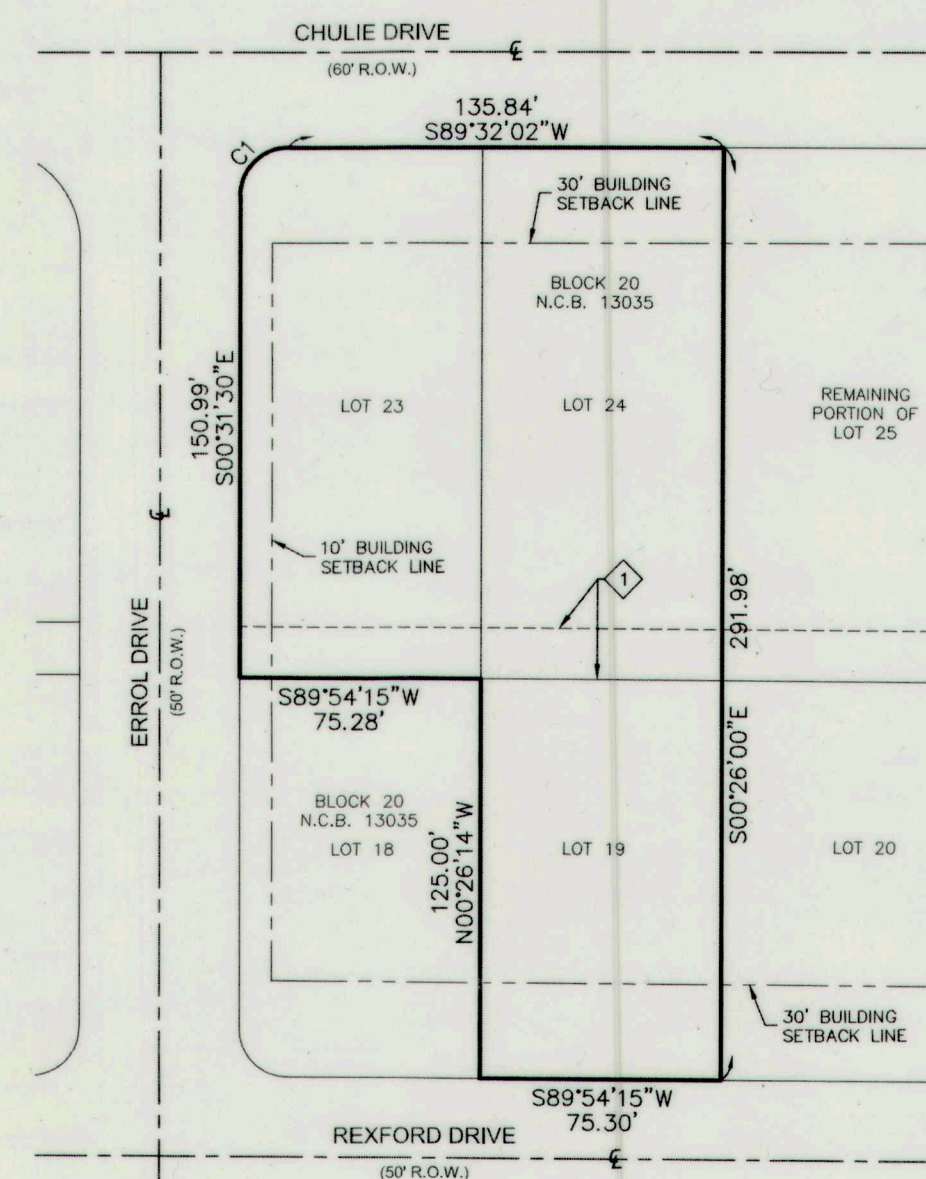 CHULIE DRIVE
℄
(60' R.O.W.)
135.84'
S89°32'02"W
C1
30' BUILDING
SETBACK LINE
BLOCK 20
N.C.B. 13035
150.99'
S00°31'30"E
LOT 23
LOT 24
REMAINING
PORTION OF
LOT 25
℄
10' BUILDING
SETBACK LINE
1
291.98'
ERROL DRIVE
(50' R.O.W.)
S89°54'15"W
75.28'
S00°26'00"E
BLOCK 20
N.C.B. 13035
LOT 18
125.00'
N00°26'14"W
LOT 19
LOT 20
30' BUILDING
SETBACK LINE
S89°54'15"W
75.30'
REXFORD DRIVE
℄
(50' R.O.W.)